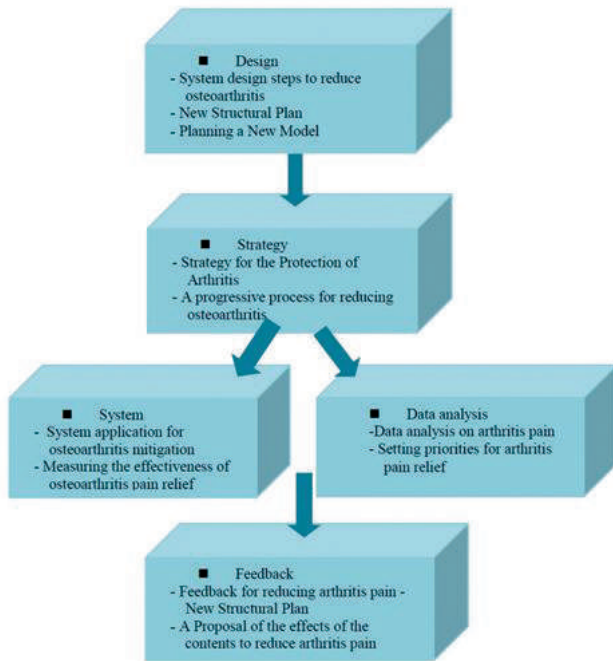 ■ Design
- System design steps to reduce
osteoarthritis
- New Structural Plan
- Planning a New Model
■ Strategy
- Strategy for the Protection of
Arthritis
- A progressive process for reducing
osteoarthritis
■ System
- System application for
osteoarthritis mitigation
- Measuring the effectiveness of
osteoarthritis pain relief
■ Data analysis
-Data analysis on arthritis pain
- Setting priorities for arthritis
pain relief
■ Feedback
- Feedback for reducing arthritis pain -
New Structural Plan
- A Proposal of the effects of the
contents to reduce arthritis pain